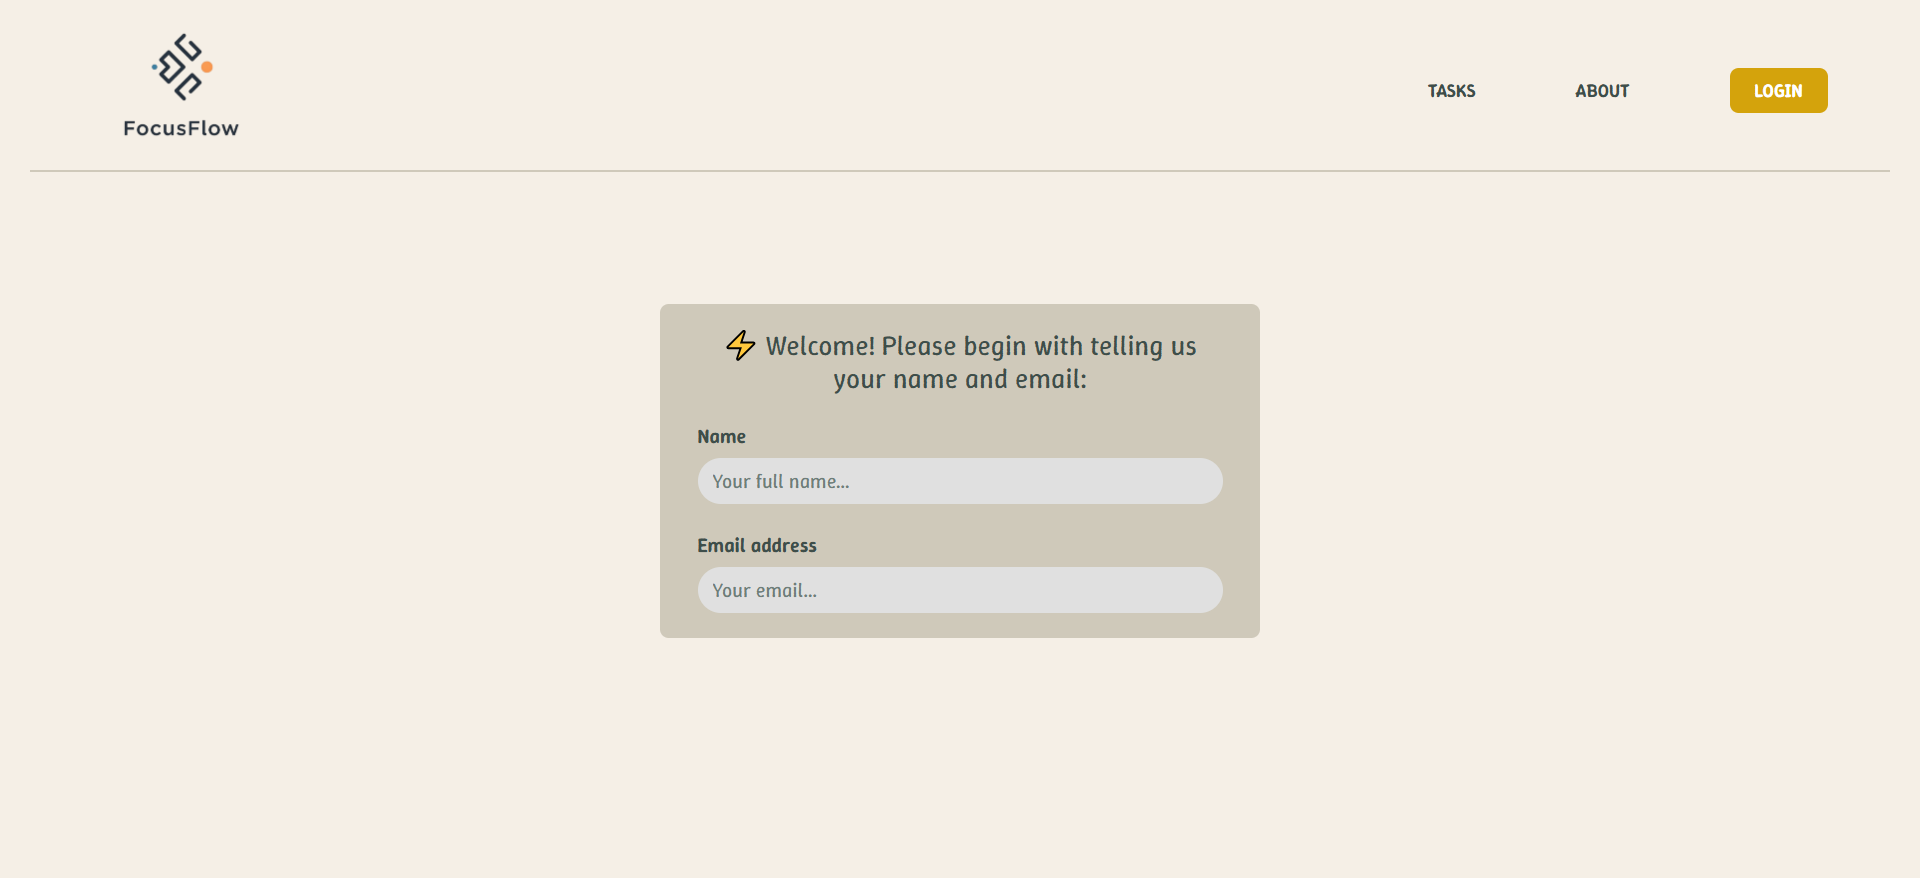 FocusFlow
TASKS
ABOUT
LOGIN
⚡ Welcome! Please begin with telling us
your name and email:
Name
Your full name...
Email address
Your email...